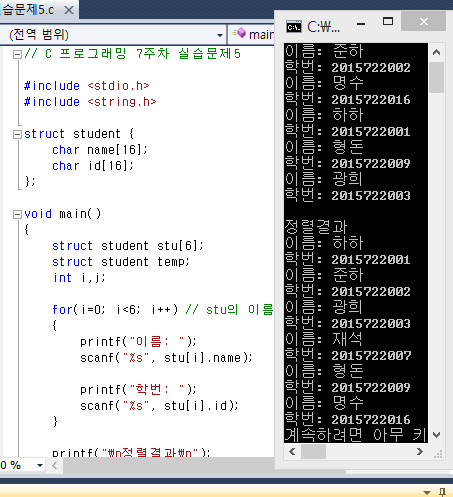 습문제5.c
(전역 범위)
main
// C 프로그래밍 7주차 실습문제5
#include <stdio.h>
#include <string.h>
struct student {
char name[16];
char id[16];
};
void main()
{
struct student stu[6];
struct student temp;
int i,j;
for(i=0; i<6; i++) // stu의 이름
{
printf("이름: ");
scanf("%s", stu[i].name);
printf("학번: ");
scanf("%s", stu[i].id);
}
printf("₩n정렬결과₩n");
0 %
C:₩...
이름: 준하
학번: 2015722002
이름: 명수
학번: 2015722016
이름: 하하
학번: 2015722001
이름: 형돈
학번: 2015722009
이름: 광희
학번: 2015722003
정렬결과
이름: 하하
학번: 2015722001
이름: 준하
학번: 2015722002
이름: 광희
학번: 2015722003
이름: 재석
학번: 2015722007
이름: 형돈
학번: 2015722009
이름: 명수
학번: 2015722016
계속하려면 아무 키